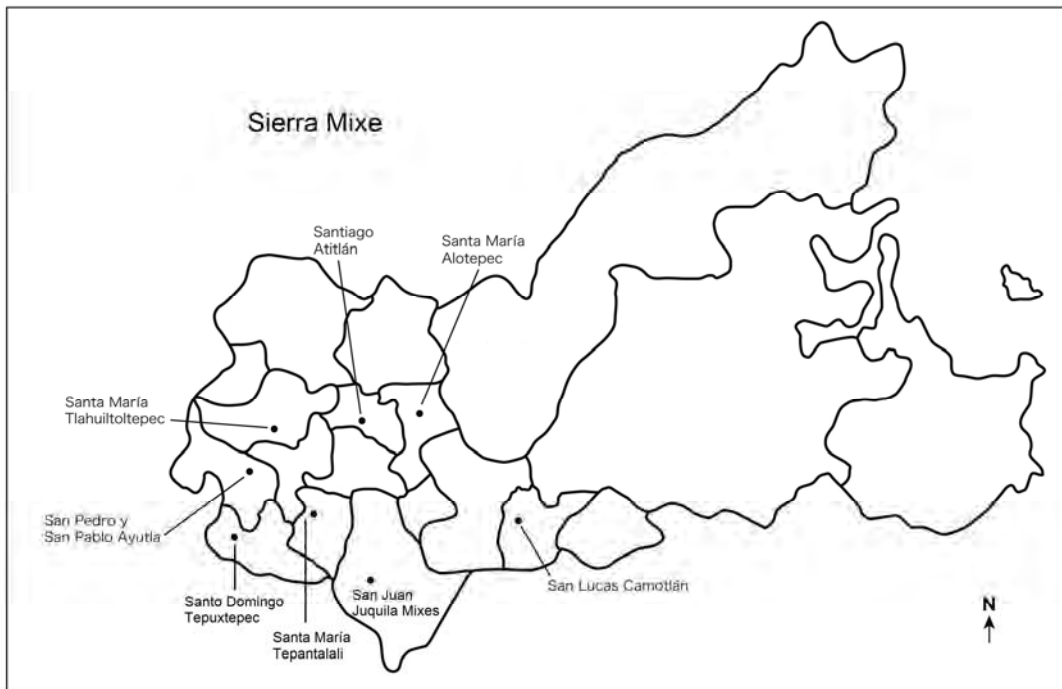 Sierra Mixe
Santiago
Atitlán
Santa María
Alotepec
Santa María
Tlahuiltoltepec
San Pedro y
San Pablo Ayutla
Santo Domingo
Tepuxtepec
Santa María
Tepantalali
San Juan
Juquila Mixes
San Lucas Camotlán
N